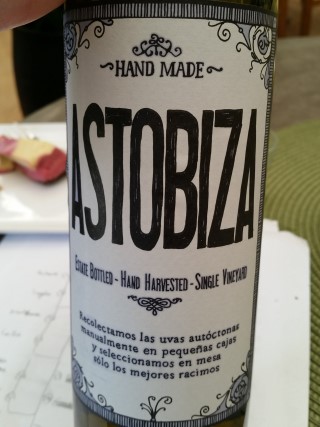 HAND MADE
ASTOBIZA
ESTATE BOTTLED - HAND HARVESTED - SINGLE VINEYARD
Recolectamos las uvas autóctonas
manualmente en pequeñas cajas
y seleccionamos en mesa
sólo los mejores racimos